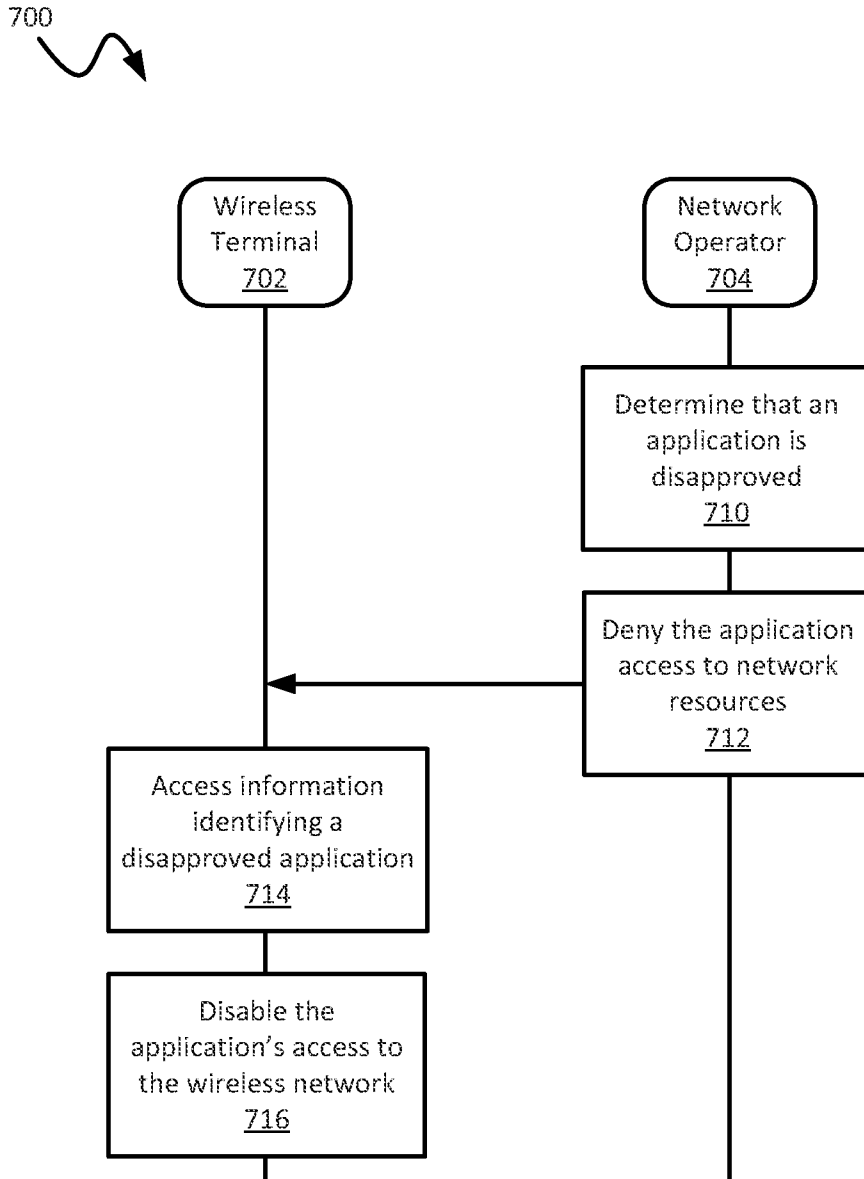 700
Wireless
Terminal
702
Network
Operator
704
Determine that an
application is
disapproved
710
Deny the application
access to network
resources
712
Access information
identifying a
disapproved application
714
Disable the
application’s access to
the wireless network
716